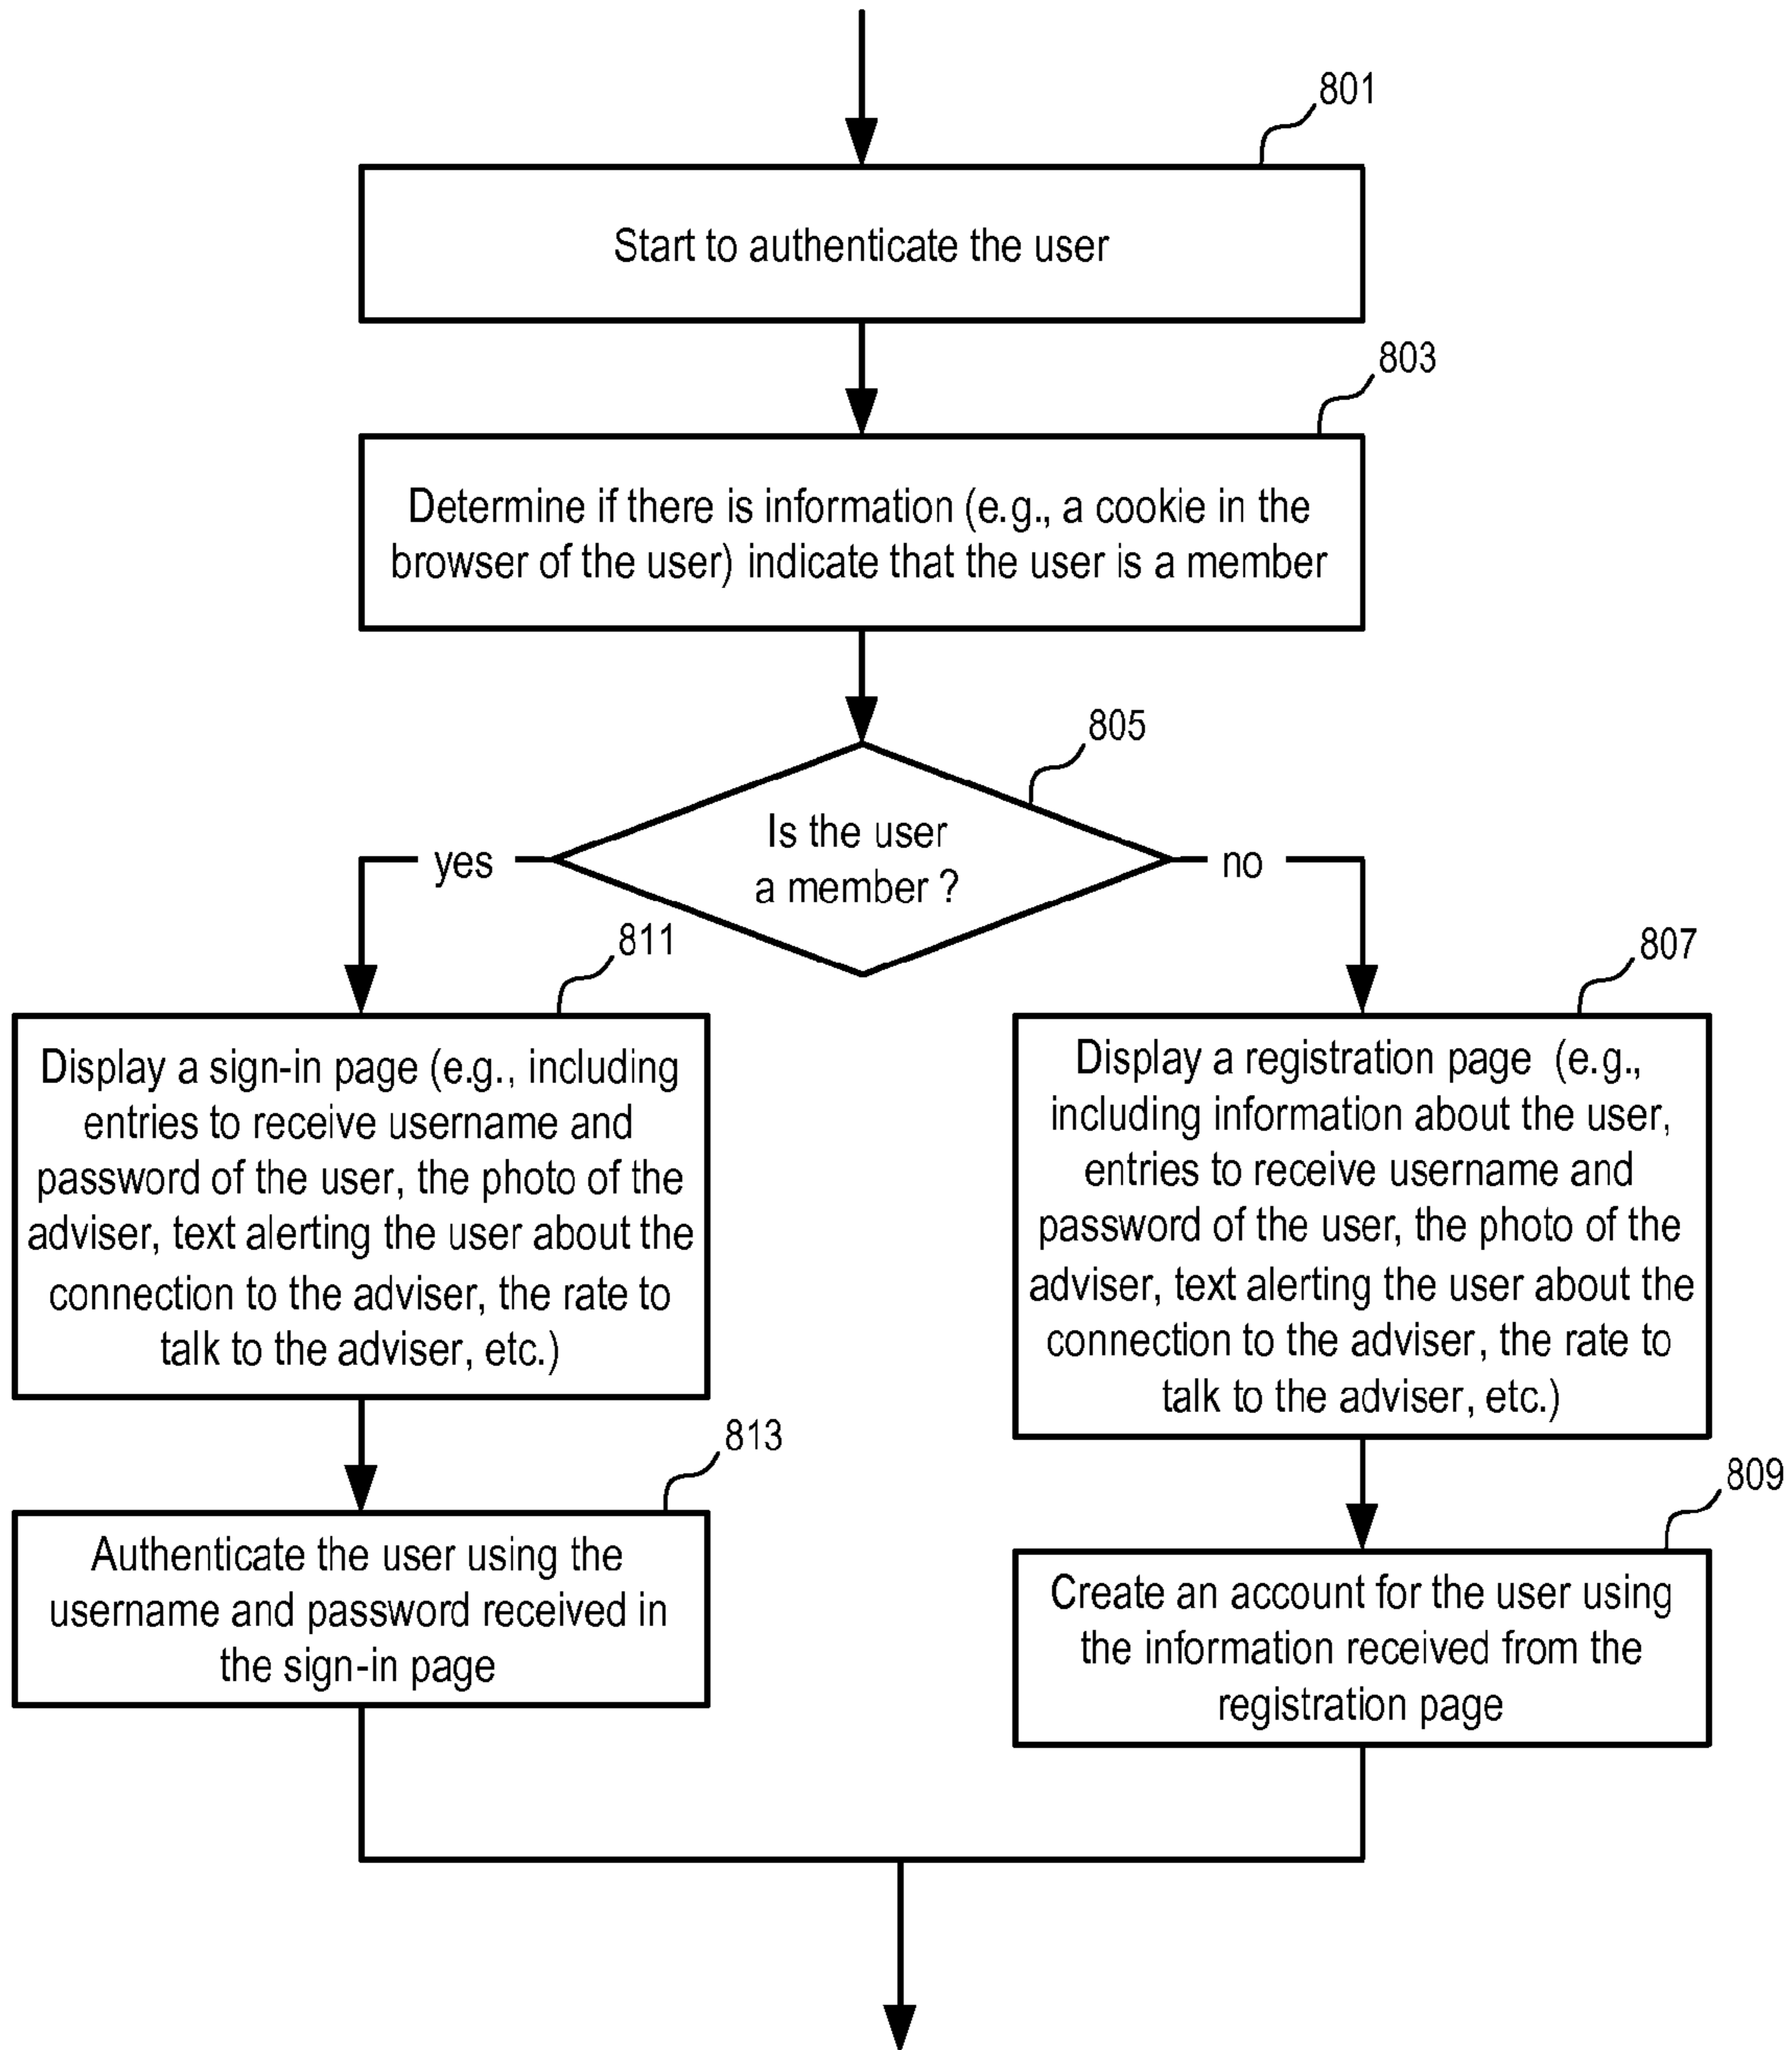 801
Start to authenticate the user
803
Determine if there is information (e.g., a cookie in the
browser of the user) indicate that the user is a member
805
Is the user
a member ?
yes
no
811
Display a sign-in page (e.g., including
entries to receive username and
password of the user, the photo of the
adviser, text alerting the user about the
connection to the adviser, the rate to
talk to the adviser, etc.)
807
Display a registration page (e.g.,
including information about the user,
entries to receive username and
password of the user, the photo of the
adviser, text alerting the user about the
connection to the adviser, the rate to
talk to the adviser, etc.)
813
Authenticate the user using the
username and password received in
the sign-in page
809
Create an account for the user using
the information received from the
registration page